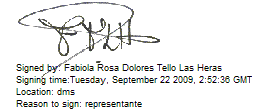 Signed by: Fabiola Rosa Dolores Tello Las Heras
Signing time:Tuesday, September 22 2009, 2:52:36 GMT
Location: dms
Reason to sign: representante